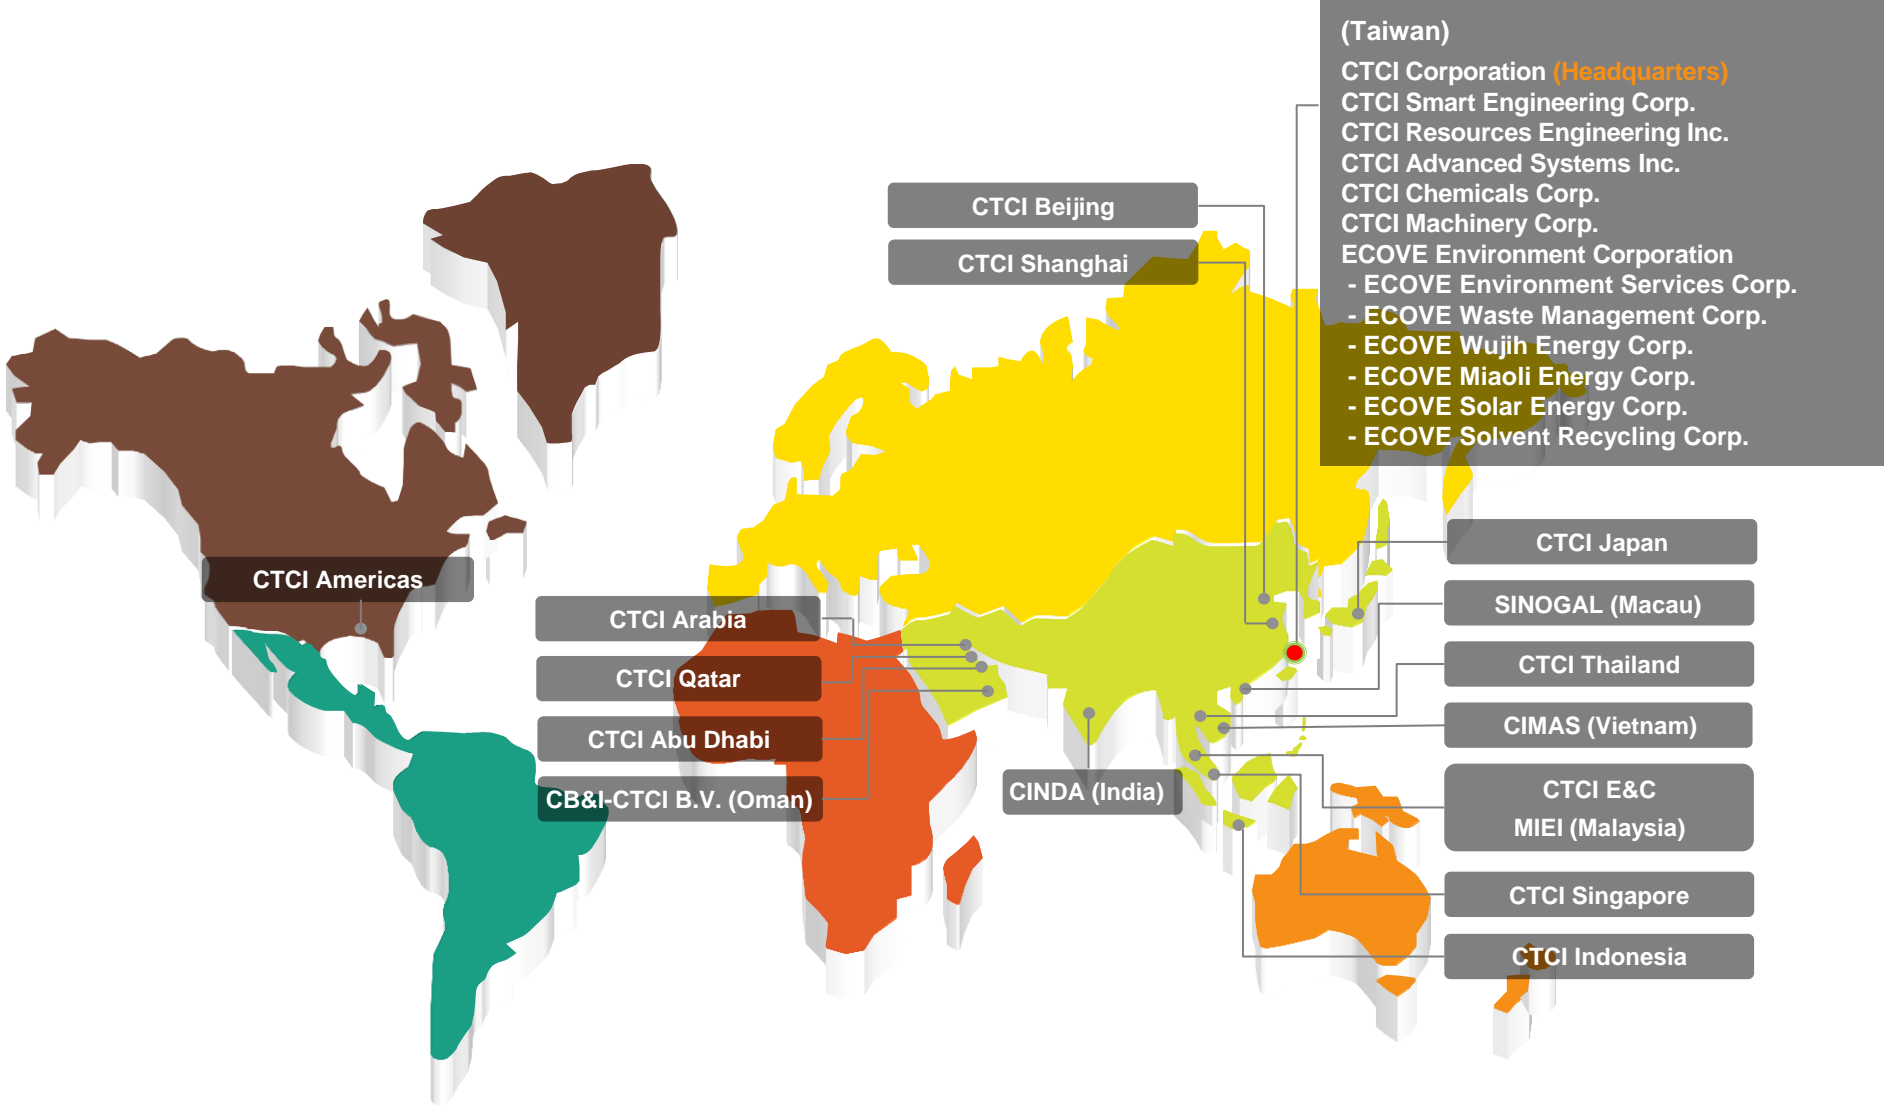 (Taiwan)
CTCI Corporation (Headquarters)
CTCI Smart Engineering Corp.
CTCI Resources Engineering Inc.
CTCI Advanced Systems Inc.
CTCI Chemicals Corp.
CTCI Machinery Corp.
ECOVE Environment Corporation
- ECOVE Environment Services Corp.
- ECOVE Waste Management Corp.
- ECOVE Wujih Energy Corp.
- ECOVE Miaoli Energy Corp.
- ECOVE Solar Energy Corp.
- ECOVE Solvent Recycling Corp.
CTCI Beijing
CTCI Shanghai
CTCI Americas
CTCI Arabia
CTCI Qatar
CTCI Abu Dhabi
CB&I-CTCI B.V. (Oman)
CINDA (India)
CTCI Japan
SINOGAL (Macau)
CTCI Thailand
CIMAS (Vietnam)
CTCI E&C
MIEI (Malaysia)
CTCI Singapore
CTCI Indonesia